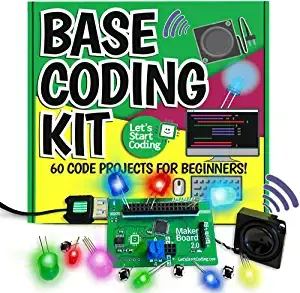 BASE
CODING
KIT
Let's
Start
Coding
60 CODE PROJECTS FOR BEGINNERS!
Maker
Board
2.0
LetsStartCoding.com